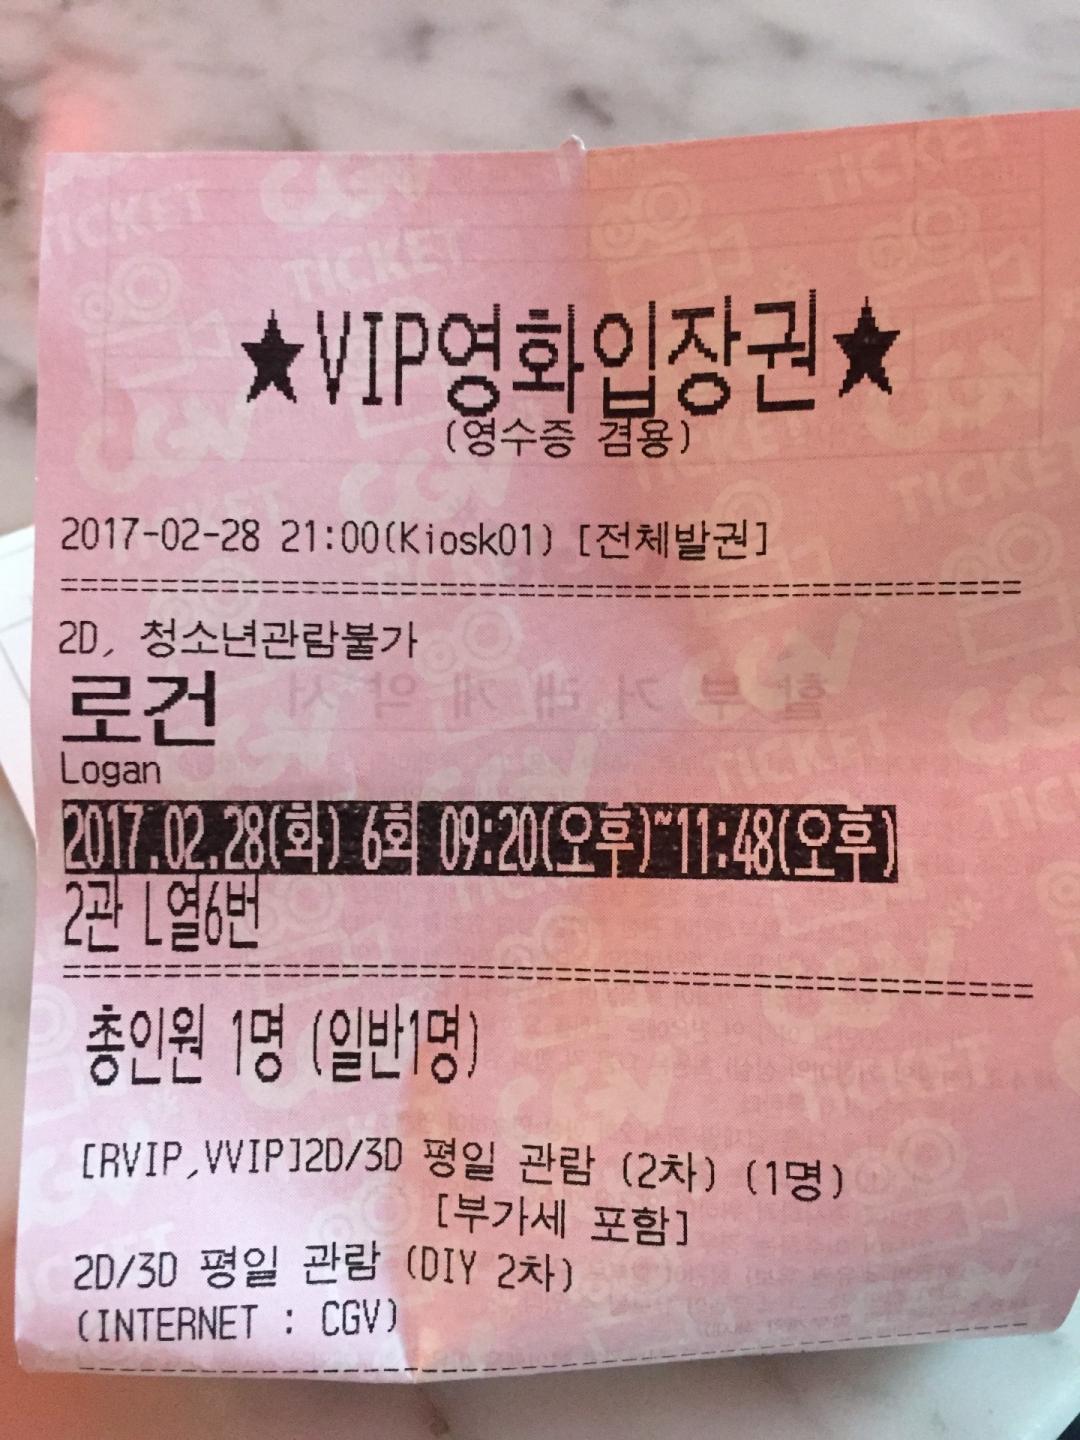 ★VIP영화입장권★
(영수증 겸용)
2017-02-28 21:00(Kiosk01) [전체발권]
2D, 청소년관람불가
로건
Logan
2017.02.28(화) 6회 09:20(오후)~11:48(오후)
2관 L열6번
총인원 1명 (일반1명)
[RVIP,VVIP]2D/3D 평일 관람 (2차) (1명)
[부가세 포함]
2D/3D 평일 관람 (DIY 2차)
(INTERNET : CGV)